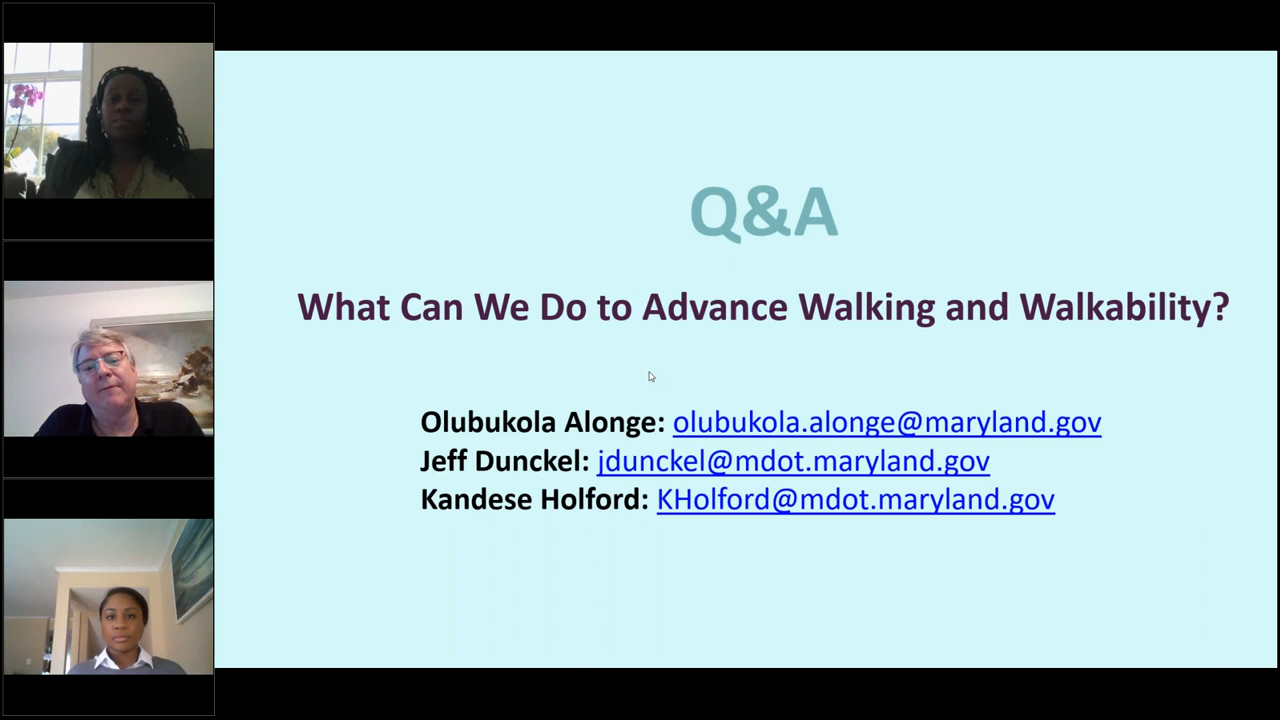 Q&A
What Can We Do to Advance Walking and Walkability?
Olubukola Alonge: olubukola.alonge@maryland.gov
Jeff Dunckel: jdunckel@mdot.maryland.gov
Kandese Holford: KHolford@mdot.maryland.gov